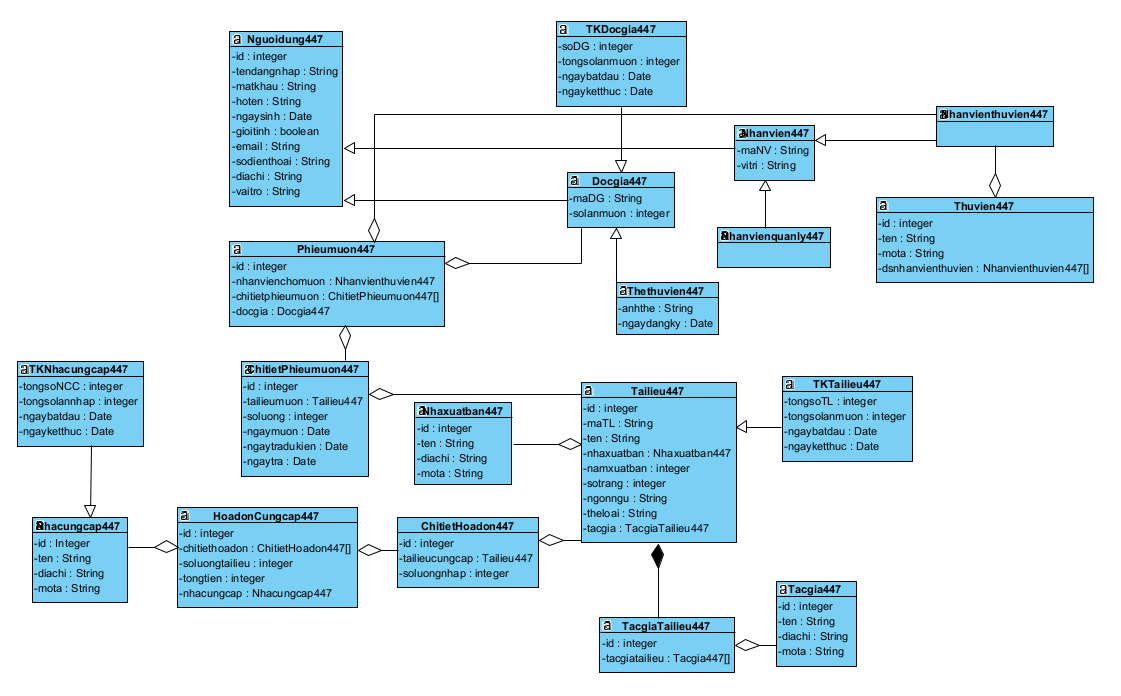 Nguoidung447
-id : integer
-tendangnhap : String
-matkhau : String
-hoten : String
-ngaysinh : Date
-gioitinh : boolean
-email : String
-sodienthoai : String
-diachi : String
-vaitro : String
TKDocgia447
-soDG : integer
-tongsolanmuon : integer
-ngaybatdau : Date
-ngayketthuc : Date
Nhanvien447
-maNV : String
-vitri : String
Nhanvienthuvien447
Docgia447
-maDG : String
-solanmuon : integer
Thuvien447
-id : integer
-ten : String
-mota : String
-dsnhanvienthuvien : Nhanvienthuvien447[]
Nhanvienquanly447
Phieumuon447
-id : integer
-nhanvienchomuon : Nhanvienthuvien447
-chitietphieumuon : ChitietPhieumuon447[]
-docgia : Docgia447
Thethuvien447
-anhthe : String
-ngaydangky : Date
TKNhacungcap447
-tongsoNCC : integer
-tongsolannhap : integer
-ngaybatdau : Date
-ngayketthuc : Date
ChitietPhieumuon447
-id : integer
-tailieumuon : Tailieu447
-soluong : integer
-ngaymuon : Date
-ngaytradukien : Date
-ngaytra : Date
Nhaxuatban447
-id : integer
-ten : String
-diachi : String
-mota : String
Tailieu447
-id : integer
-maTL : String
-ten : String
-nhaxuatban : Nhaxuatban447
-namxuatban : integer
-sotrang : integer
-ngonngu : String
-theloai : String
-tacgia : TacgiaTailieu447
TKTailieu447
-tongsoTL : integer
-tongsolanmuon : integer
-ngaybatdau : Date
-ngayketthuc : Date
Nhacungcap447
-id : Integer
-ten : String
-diachi : String
-mota : String
HoadonCungcap447
-id : integer
-chitiethoadon : ChitietHoadon447[]
-soluongtailieu : integer
-tongtien : integer
-nhacungcap : Nhacungcap447
ChitietHoadon447
-id : integer
-tailieucungcap : Tailieu447
-soluongnhap : integer
TacgiaTailieu447
-id : integer
-tacgiatailieu : Tacgia447[]
Tacgia447
-id : integer
-ten : String
-diachi : String
-mota : String